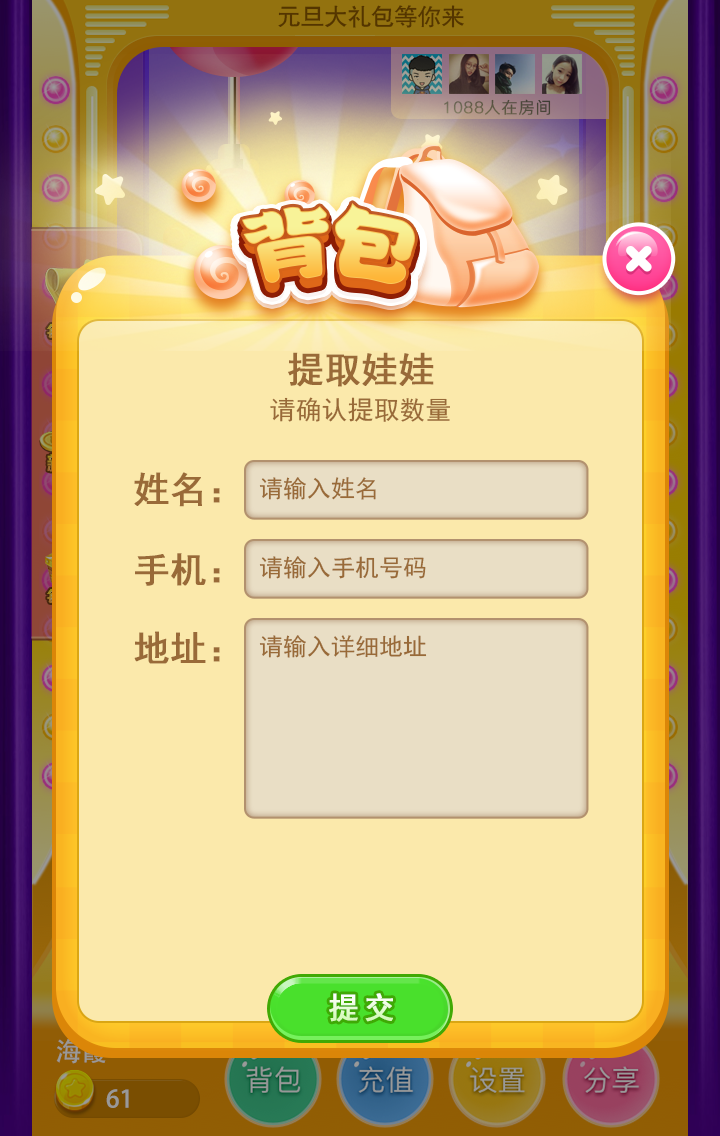 元旦大礼包等你来
1088人在房间
背包
提取娃娃
请确认提取数量
姓名：
请输入姓名
手机：
请输入手机号码
地址：
请输入详细地址
提交
海霞
61
背包
充值
设置
分享